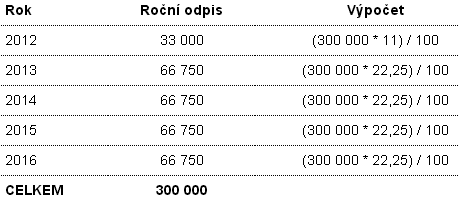 Rok Roční odpis Výpočet
2012 33 000 (300 000 * 11) / 100
2013 66 750 (300 000 * 22,25) / 100
2014 66 750 (300 000 * 22,25) / 100
2015 66 750 (300 000 * 22,25) / 100
2016 66 750 (300 000 * 22,25) / 100
CELKEM 300 000